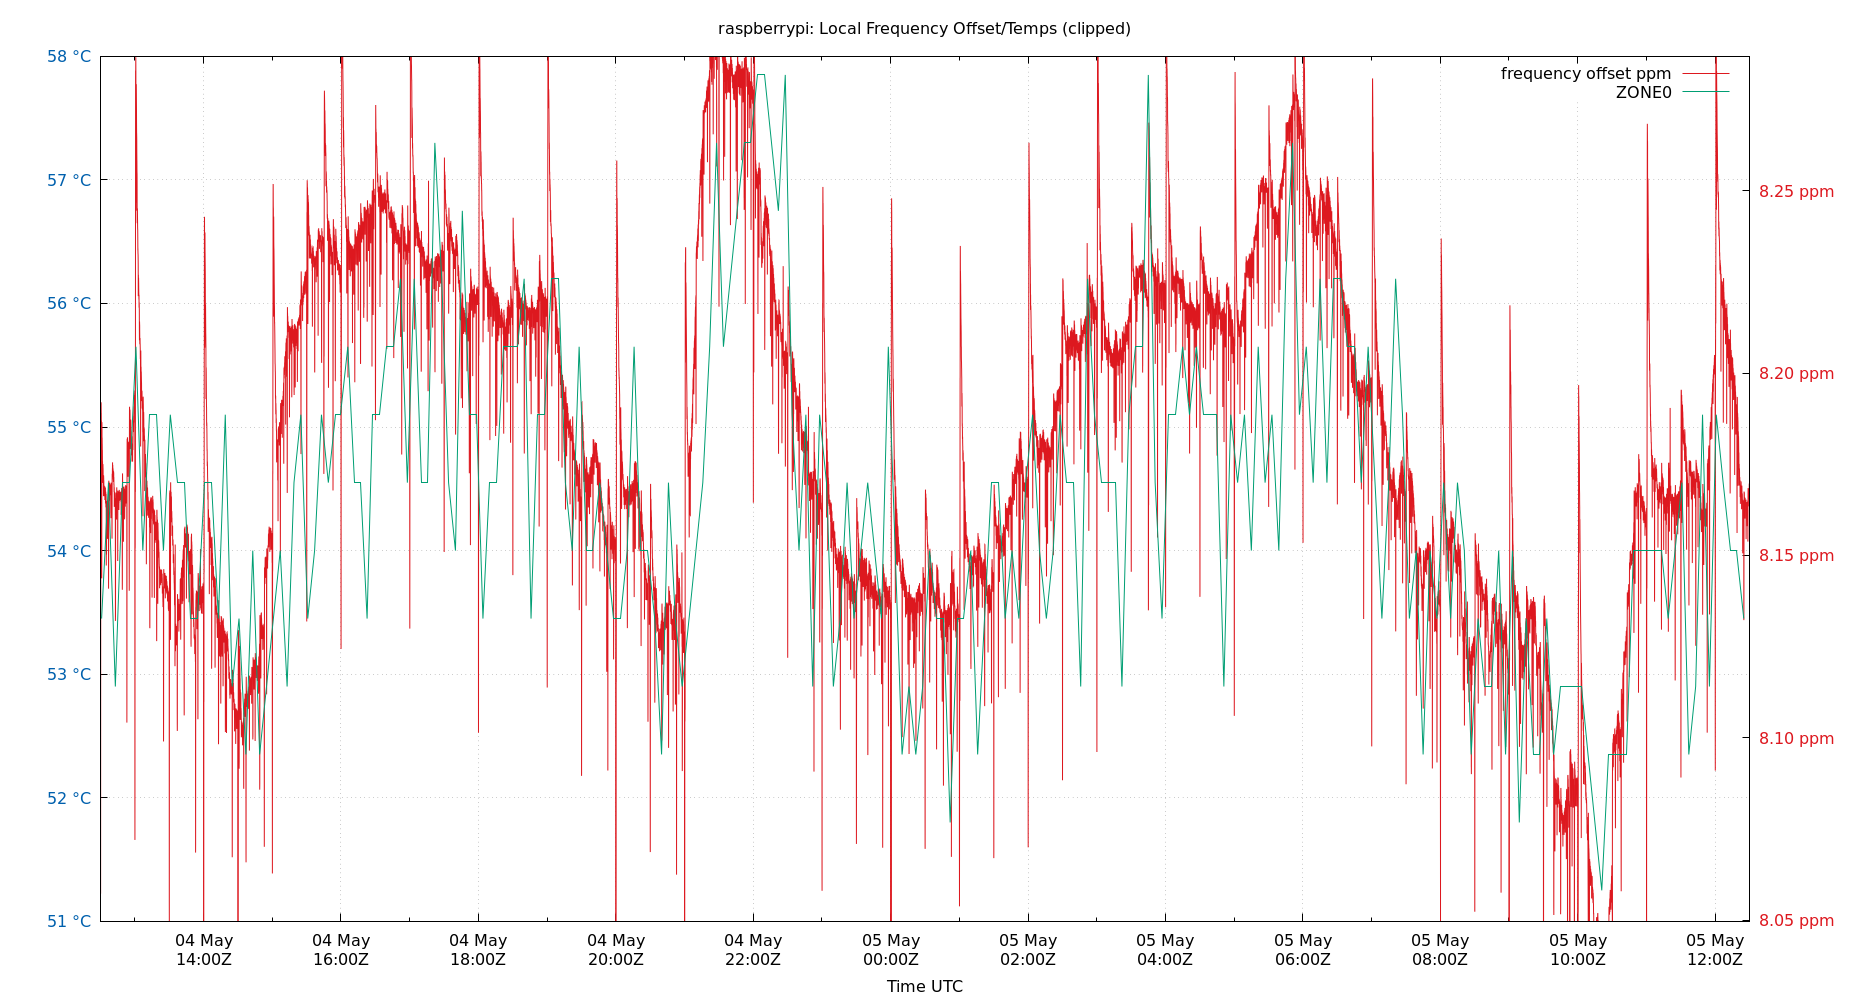 raspberrypi: Local Frequency Offset/Temps (clipped)
58 °C
57 °C
56 °C
55 °C
54 °C
53 °C
52 °C
51 °C
frequency offset ppm
ZONE0
8.25 ppm
8.20 ppm
8.15 ppm
8.10 ppm
8.05 ppm
04 May 04 May 04 May 04 May 04 May 05 May 05 May 05 May 05 May 05 May 05 May 05 May
14:00Z 16:00Z 18:00Z 20:00Z 22:00Z 00:00Z 02:00Z 04:00Z 06:00Z 08:00Z 10:00Z 12:00Z
Time UTC